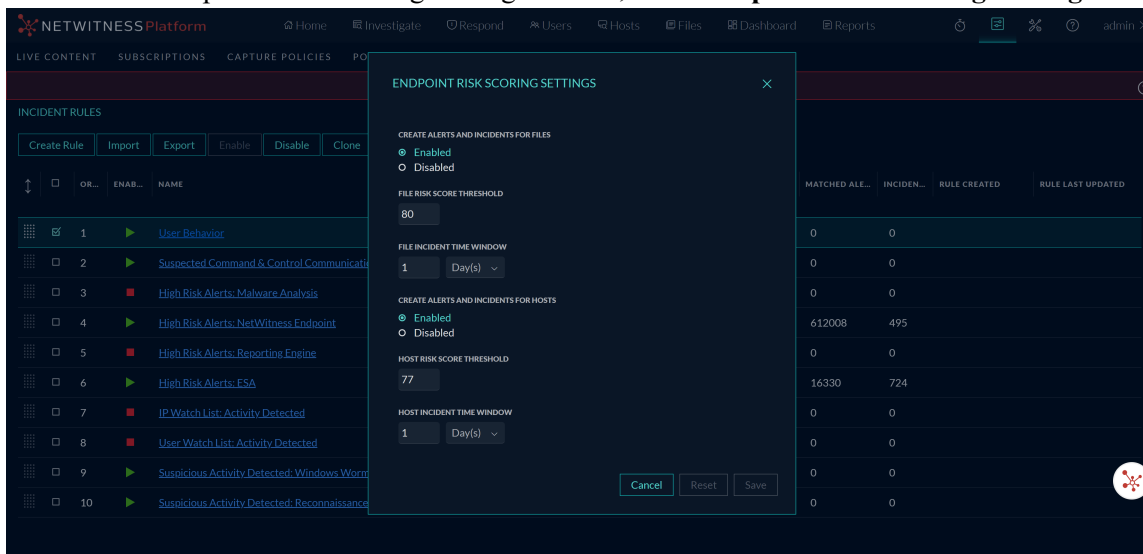 NETWITNESS Platform Home Investigate Respond Users Hosts Files Dashboard Reports admin
LIVE CONTENT SUBSCRIPTIONS CAPTURE POLICIES
ENDPOINT RISK SCORING SETTINGS
INCIDENT RULES
Create Rule Import Export Enable Disable Clone
OR... ENAB... NAME MATCHED ALE... INCIDEN... RULE CREATED RULE LAST UPDATED
1 User Behavior 0 0
2 Suspected Command & Control 0 0
3 High Risk Alerts: Malware Analysis 0 0
4 High Risk Alerts: NetWitness Endpoint 612008 495
5 High Risk Alerts: Reporting Engine 0 0
6 High Risk Alerts: ESA 16330 724
7 IP Watch List: Activity Detected 0 0
8 User Watch List: Activity Detected 0 0
9 Suspicious Activity Detected: Windows Worm 0 0
10 Suspicious Activity Detected: Reconnaissance 0 0
CREATE ALERTS AND INCIDENTS FOR FILES
Enabled
Disabled
FILE RISK SCORE THRESHOLD
80
FILE INCIDENT TIME WINDOW
1 Day(s)
CREATE ALERTS AND INCIDENTS FOR HOSTS
Enabled
Disabled
HOST RISK SCORE THRESHOLD
77
HOST INCIDENT TIME WINDOW
1 Day(s)
Cancel Reset Save